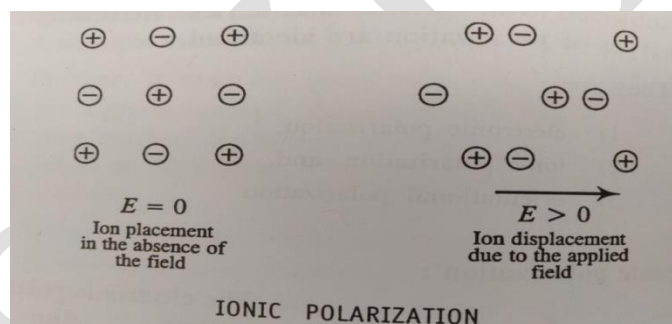 ⊕ ⊖ ⊕
⊖ ⊕ ⊖
⊕ ⊖ ⊕
E = 0
Ion placement
in the absence of
the field
⊕ ⊖ ⊕
⊖ ⊕ ⊖
⊕ ⊖ ⊕
E > 0
Ion displacement
due to the applied
field
IONIC POLARIZATION